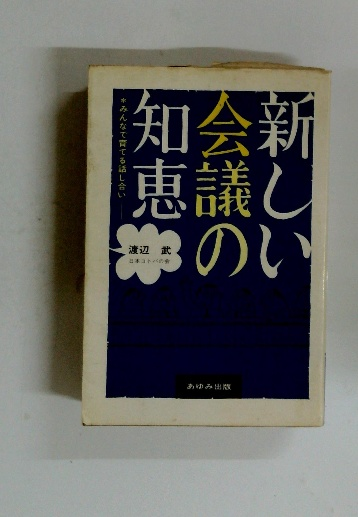 新しい
会議の
知恵
*みんなで育てる話し合い——
渡辺 武
日本コトバの会
あゆみ出版